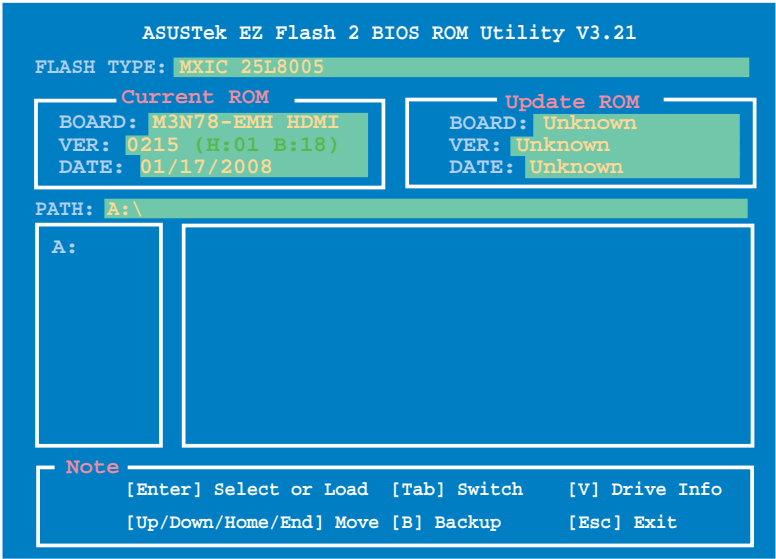 ASUSTek EZ Flash 2 BIOS ROM Utility V3.21
FLASH TYPE: MXIC 25L8005
Current ROM
BOARD: M3N78-EMH HDMI
VER: 0215 (H:01 B:18)
DATE: 01/17/2008
Update ROM
BOARD: Unknown
VER: Unknown
DATE: Unknown
PATH: A:\
A:
Note
[Enter] Select or Load [Tab] Switch [V] Drive Info
[Up/Down/Home/End] Move [B] Backup [Esc] Exit